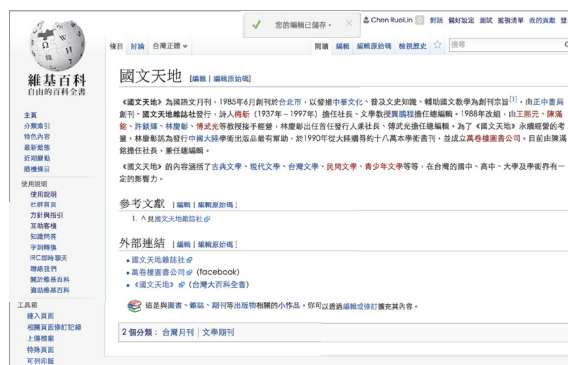 您的編輯已儲存。
Chen RunLin 0 對話 偏好設定 測試 監視清單 我的貢獻 登
條目 討論 台灣正體
閱讀 編輯 編輯原始碼 檢視歷史
搜尋
維基百科
自由的百科全書
主頁
分類索引
特色內容
最新動態
近期變動
隨機條目
使用說明
使用說明
社群首頁
方針與指引
互助客棧
知識問答
字詞轉換
IRC即時聊天
聯絡我們
關於維基百科
資助維基百科
工具箱
連入頁面
相關頁面修訂記錄
上傳檔案
特殊頁面
可列印版
國文天地 [編輯 | 編輯原始碼]
《國文天地》為國語文月刊,1985年6月創刊於台北市,以發揚中華文化、普及文史知識、輔助國文教學為創刊宗旨[1],由正中書局
創刊、國文天地雜誌社發行,詩人梅新(1937年-1997年)擔任社長、文學教授龔鵬程擔任總編輯。1988年改組,由王熙元、陳滿
銘、許錟輝、林慶彰、傅武光等教授接手經營,林慶彰出任首任發行人兼社長、傅武光擔任總編輯。為了《國文天地》永續經營的考
量,林慶彰認為發行中國大陸學術出版品最有幫助,於1990年從大陸購得約十八萬本學術書刊,並成立萬卷樓圖書公司。目前由陳滿
銘擔任社長,兼任總編輯。
《國文天地》的內容涵括了古典文學、現代文學、台灣文學、民間文學、青少年文學等等,在台灣的國中、高中、大學及學術界有一
定的影響力。
參考文獻 [編輯 | 編輯原始碼]
1. ^ 見國文天地雜誌社
外部連結 [編輯 | 編輯原始碼]
國文天地雜誌社
萬卷樓圖書公司 (facebook)
《國文天地》 (台灣大百科全書)
這是與圖書、雜誌、期刊等出版物相關的小作品。你可以透過編輯或修訂擴充其內容。
2 個分類: 台灣月刊 | 文學期刊